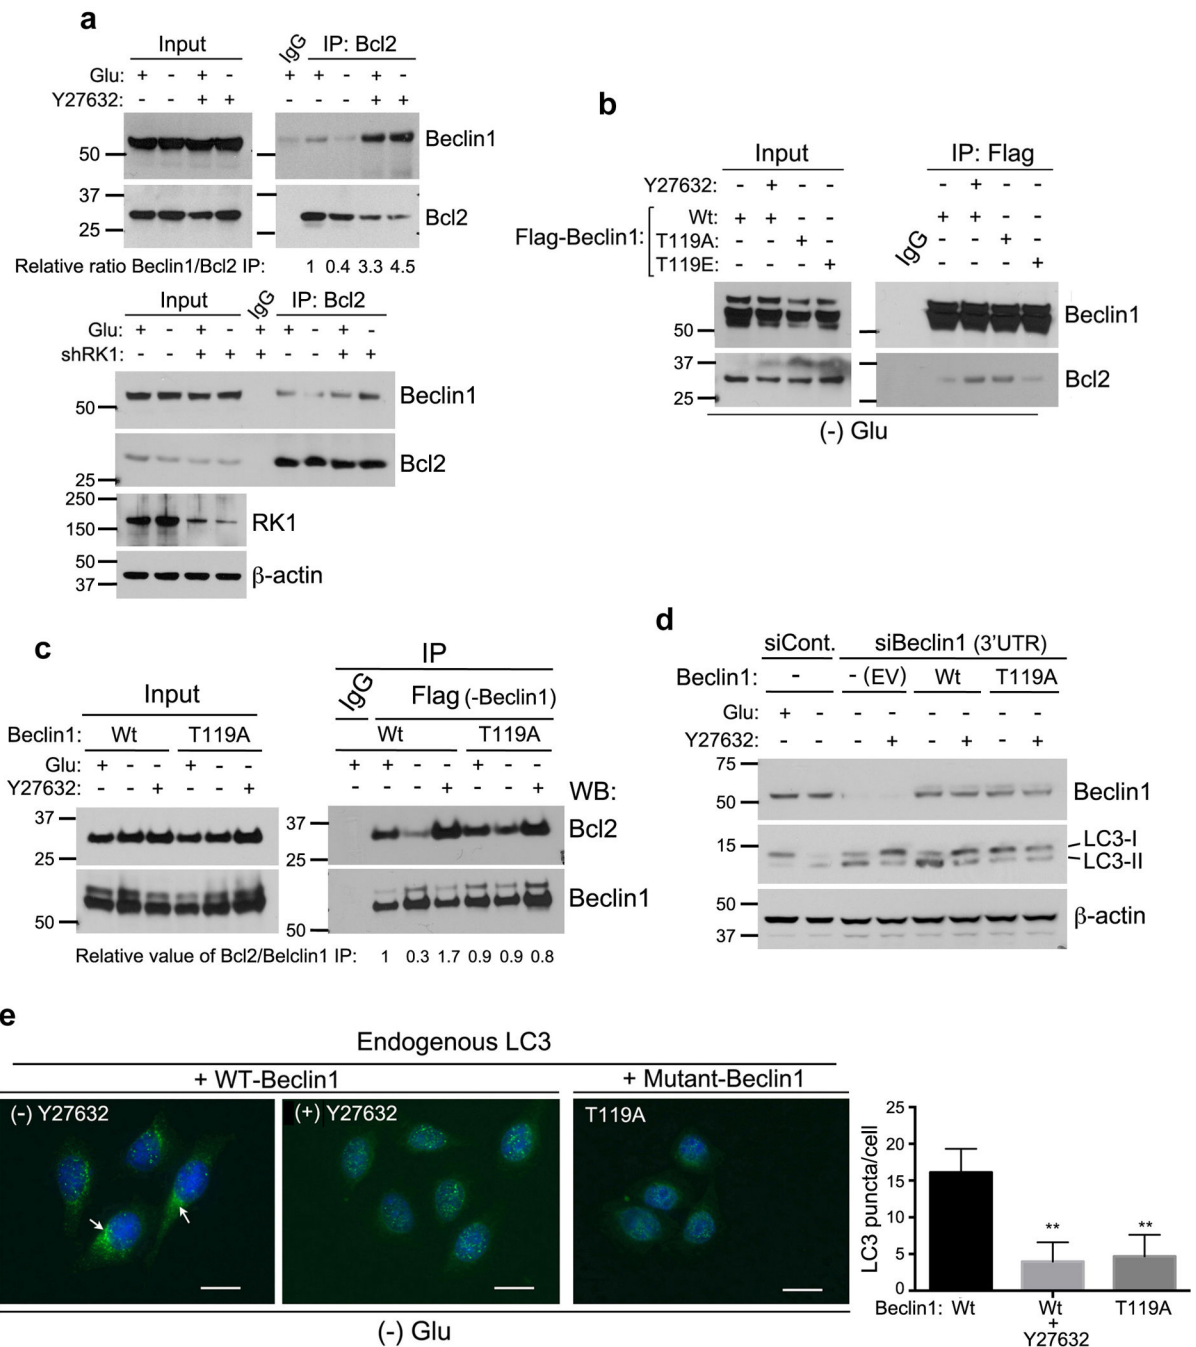 a
Input IgG IP: Bcl2
Glu: + - + - + + - + -
Y27632: - - + + - - - + +
50 Beclin1
37
25 Bcl2
Relative ratio Beclin1/Bcl2 IP: 1 0.4 3.3 4.5
Input IgG IP: Bcl2
Glu: + - + - + + - + -
shRK1: - - + + + - - + +
50 Beclin1
25 Bcl2
250
150 RK1
50
37 β-actin
b
Input IP: Flag
Y27632: - + - - - + - -
Flag-Beclin1:
Wt: + + - - + + - -
T119A: - - + - - - + -
T119E: - - - + IgG - - - +
50 Beclin1
37
25 Bcl2
(-) Glu
c
IP
Input IgG Flag (-Beclin1)
Beclin1: Wt T119A Wt T119A
Glu: + - - + - - + + - - + - -
Y27632: - - + - - + - - - + - - + WB:
37 37 Bcl2
25 25
50 50 Beclin1
Relative value of Bcl2/Belclin1 IP: 1 0.3 1.7 0.9 0.9 0.8
d
siCont. siBeclin1 (3'UTR)
Beclin1: - - (EV) Wt T119A
Glu: + - - - - - - -
Y27632: - - - + - + - +
75
50 Beclin1
15 LC3-I
LC3-II
50 β-actin
37
e
Endogenous LC3
+ WT-Beclin1 + Mutant-Beclin1
(-) Y27632 (+) Y27632 T119A
(-) Glu
LC3 puncta/cell
25
20
15
10
5
0
** **
Beclin1: Wt Wt T119A
+
Y27632